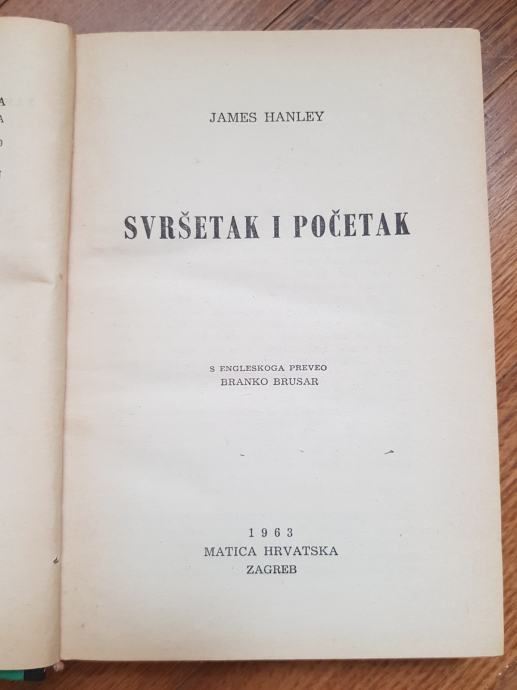 JAMES HANLEY
SVRŠETAK I POČETAK
S ENGLESKOGA PREVEO
BRANKO BRUSAR
1963
MATICA HRVATSKA
ZAGREB